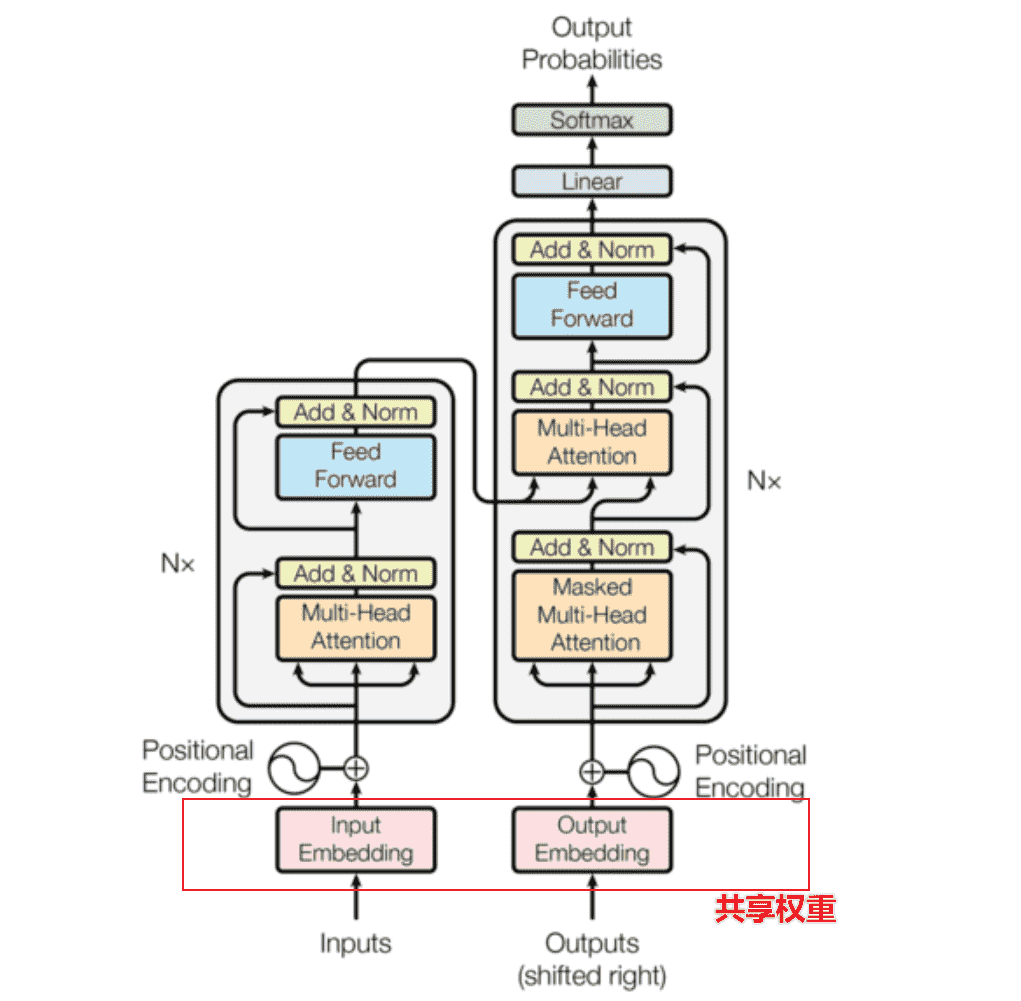 Output
Probabilities
Softmax
Linear
Add & Norm
Feed
Forward
Add & Norm
Multi-Head
Attention
Add & Norm
Masked
Multi-Head
Attention
Nx
Add & Norm
Feed
Forward
Add & Norm
Multi-Head
Attention
Nx
Positional
Encoding
Positional
Encoding
Input
Embedding
Output
Embedding
共享权重
Inputs
Outputs
(shifted right)